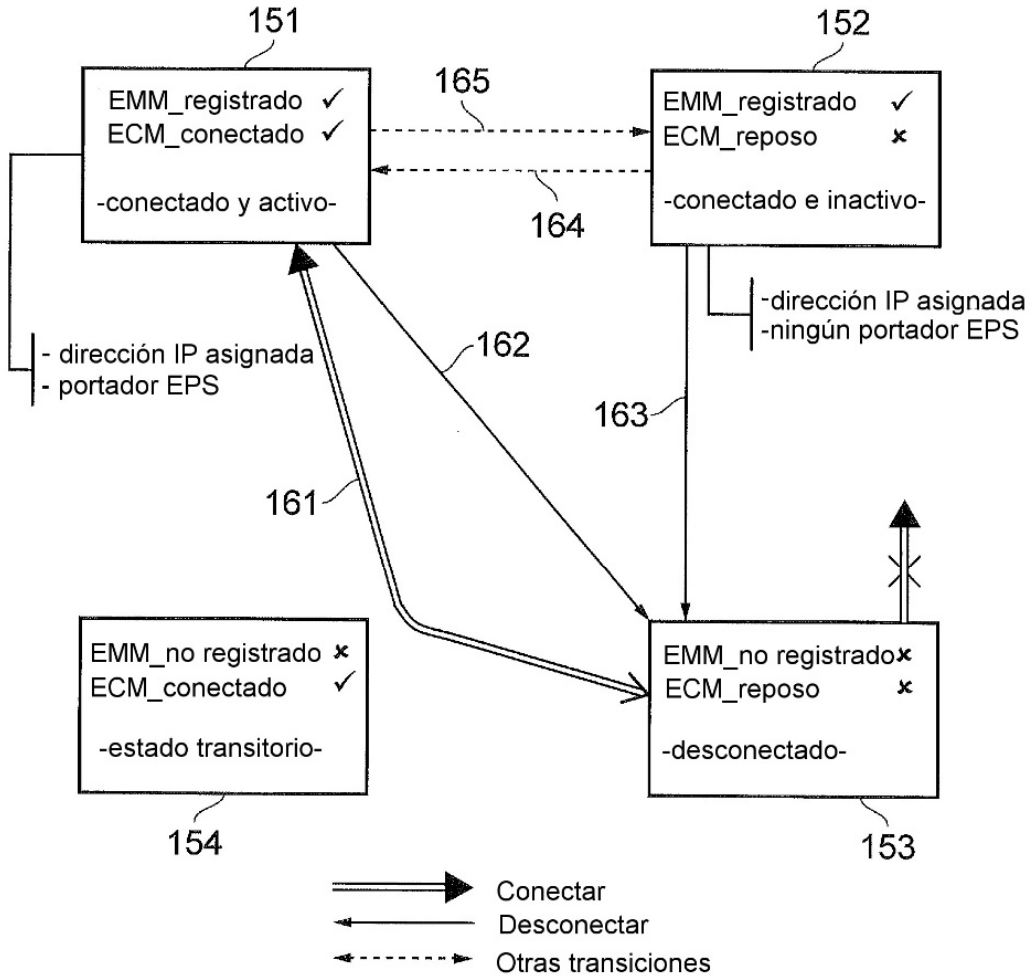 151
EMM_registrado ✓
ECM_conectado ✓
-conectado y activo-
152
EMM_registrado ✓
ECM_reposo ✘
-conectado e inactivo-
165
164
- dirección IP asignada
- portador EPS
-dirección IP asignada
-ningún portador EPS
162
163
161
EMM_no registrado ✘
ECM_conectado ✓
-estado transitorio-
154
EMM_no registrado ✘
ECM_reposo ✘
-desconectado-
153
Conectar
Desconectar
Otras transiciones